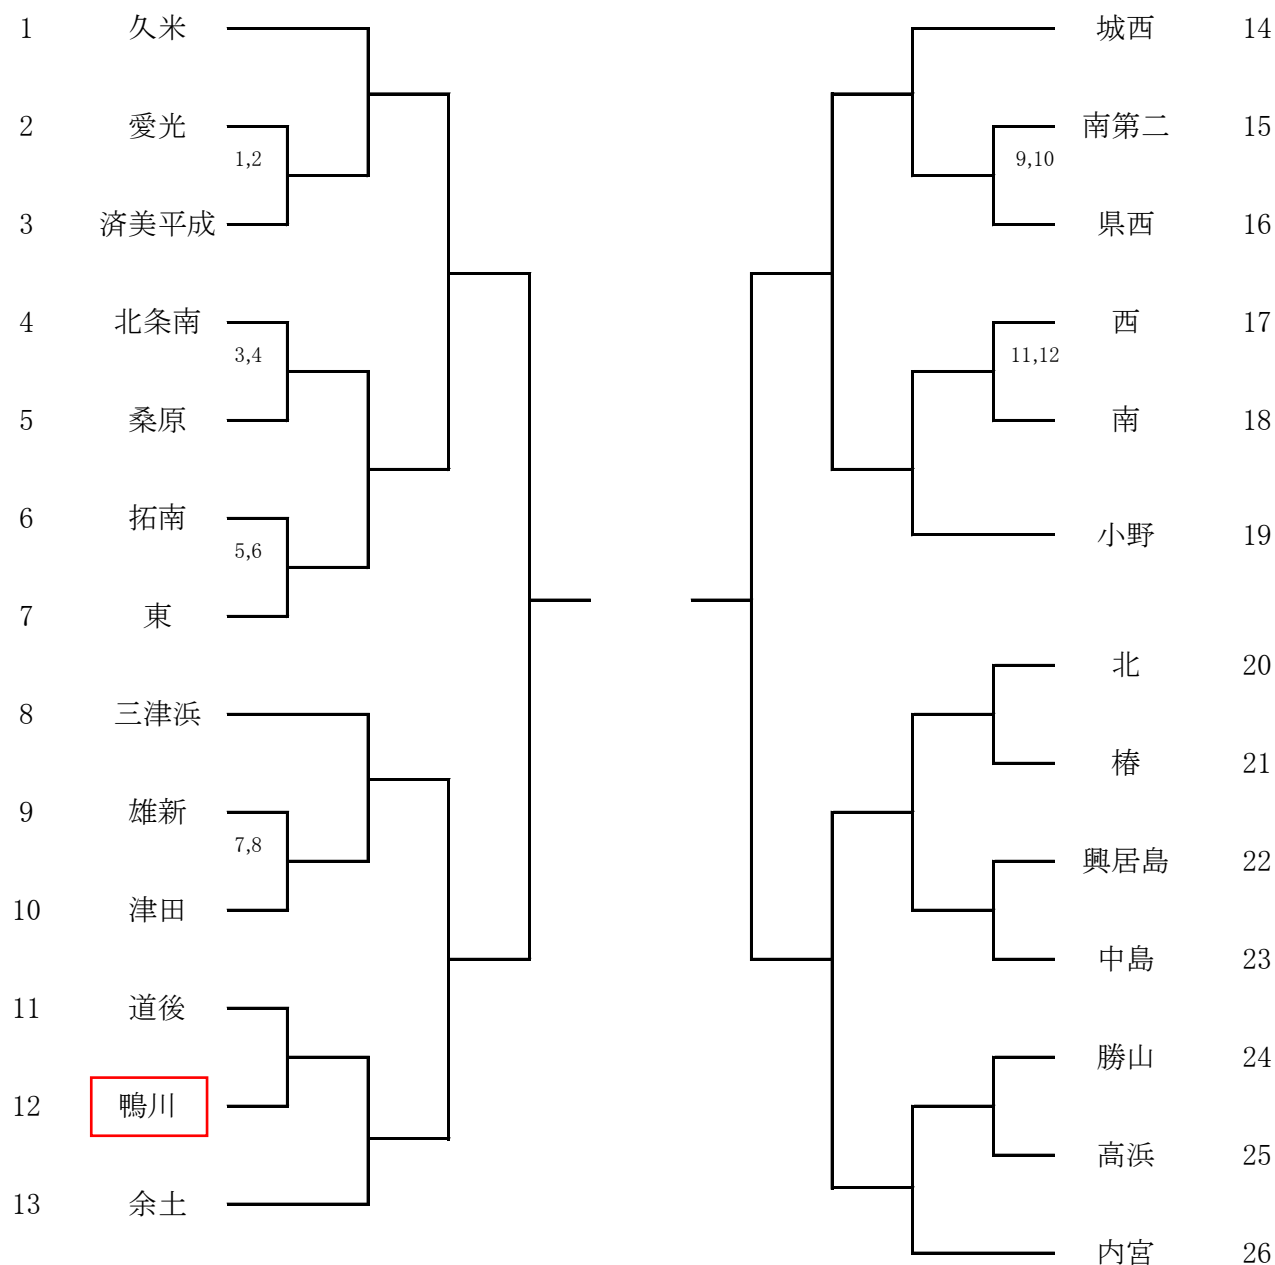 1 久米
2 愛光
1,2
3 済美平成
4 北条南
3,4
5 桑原
6 拓南
5,6
7 東
8 三津浜
9 雄新
7,8
10 津田
11 道後
12 鴨川
13 余土
城西 14
南第二 15
9,10
県西 16
西 17
11,12
南 18
小野 19
北 20
椿 21
興居島 22
中島 23
勝山 24
高浜 25
内宮 26